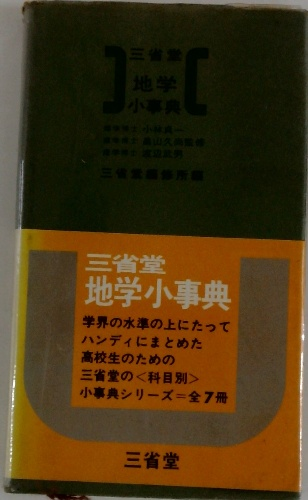 三省堂
地学
小事典
三省堂編修所編
三省堂
地学小事典
学界の水準の上にたって
ハンディにまとめた
高校生のための
三省堂の<科目別>
小事典シリーズ=全7冊
三省堂